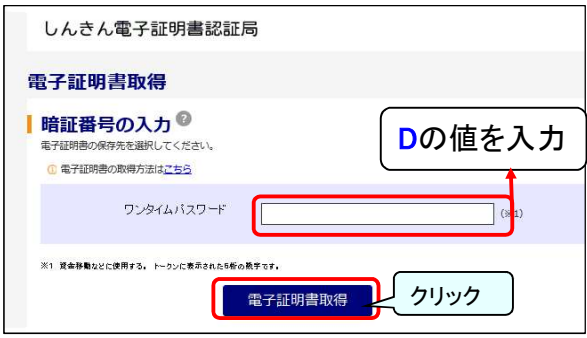 しんきん電子証明書認証局
電子証明書取得
暗証番号の入力 ?
電子証明書の保存先を選択してください。
① 電子証明書の取得方法はこちら
Dの値を入力
ワンタイムパスワード
(※1)
※1 資金移動などに使用する。トークンに表示された6桁の数字です。
電子証明書取得
クリック